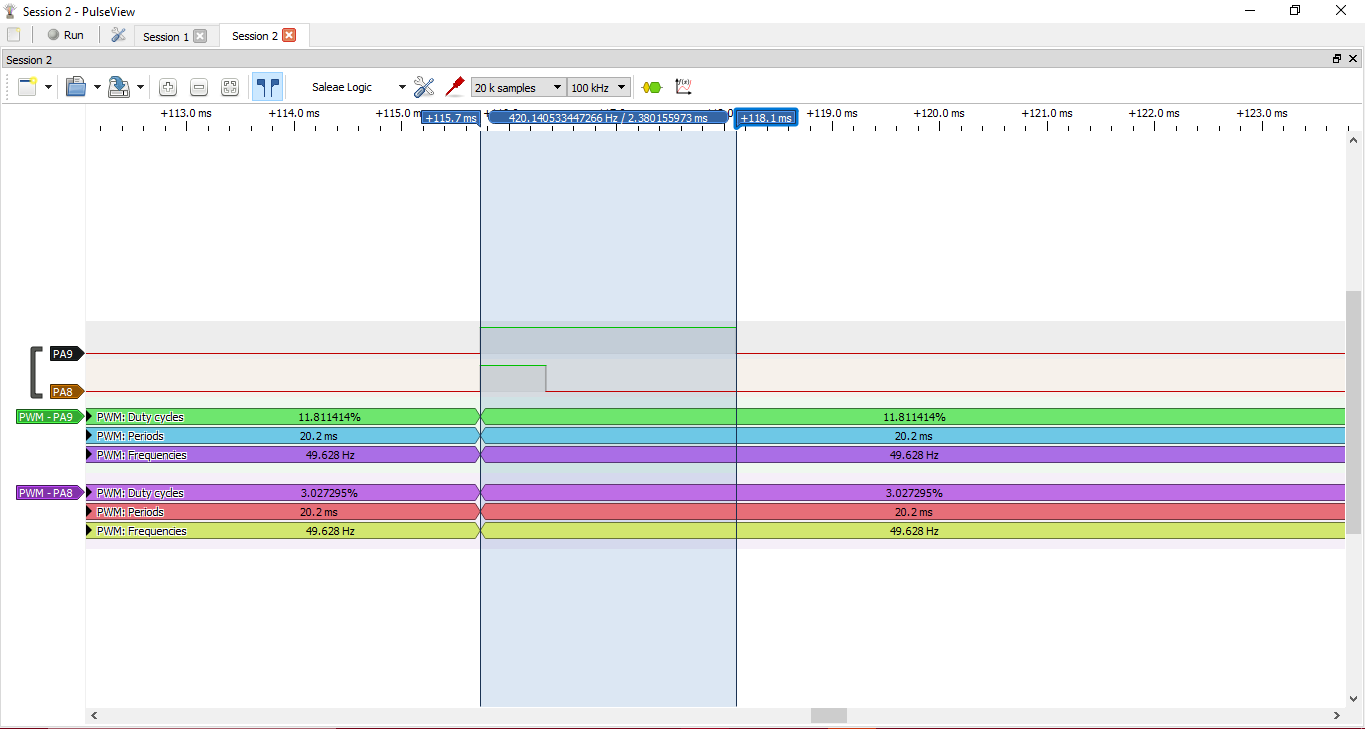 Session 2 - PulseView
Run
Session 1
Session 2
Session 2
Saleae Logic
20 k samples
100 kHz
+113.0 ms +114.0 ms +115.0 m +119.0 ms +120.0 ms +121.0 ms +122.0 ms +123.0 ms
+115.7 ms 420.140533447266 Hz / 2.380155973 ms +118.1 ms
PA9
PA8
PWM - PA9 PWM: Duty cycles 11.811414% 11.811414%
PWM: Periods 20.2 ms 20.2 ms
PWM: Frequencies 49.628 Hz 49.628 Hz
PWM - PA8 PWM: Duty cycles 3.027295% 3.027295%
PWM: Periods 20.2 ms 20.2 ms
PWM: Frequencies 49.628 Hz 49.628 Hz